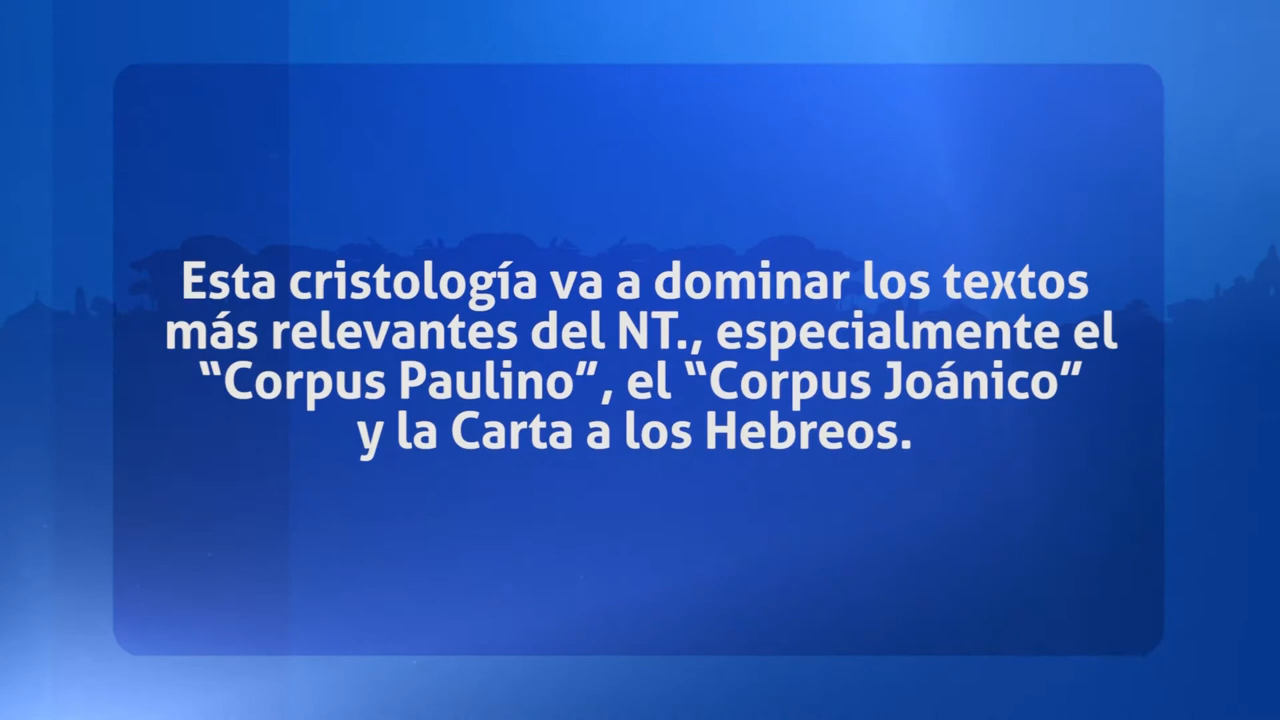 Esta cristología va a dominar los textos
más relevantes del NT., especialmente el
“Corpus Paulino”, el “Corpus Joánico”
y la Carta a los Hebreos.